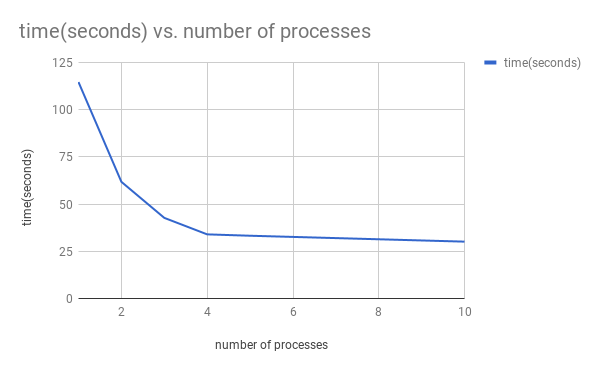 time(seconds) vs. number of processes
time(seconds)
125
100
75
50
25
0
time(seconds)
2
4
6
8
10
number of processes